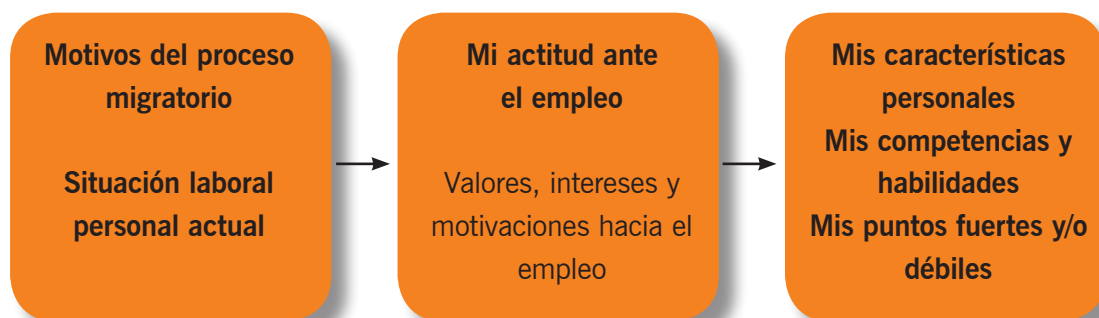 Motivos del proceso
migratorio
Situación laboral
personal actual
Mi actitud ante
el empleo
Valores, intereses y
motivaciones hacia el
empleo
Mis características
personales
Mis competencias y
habilidades
Mis puntos fuertes y/o
débiles